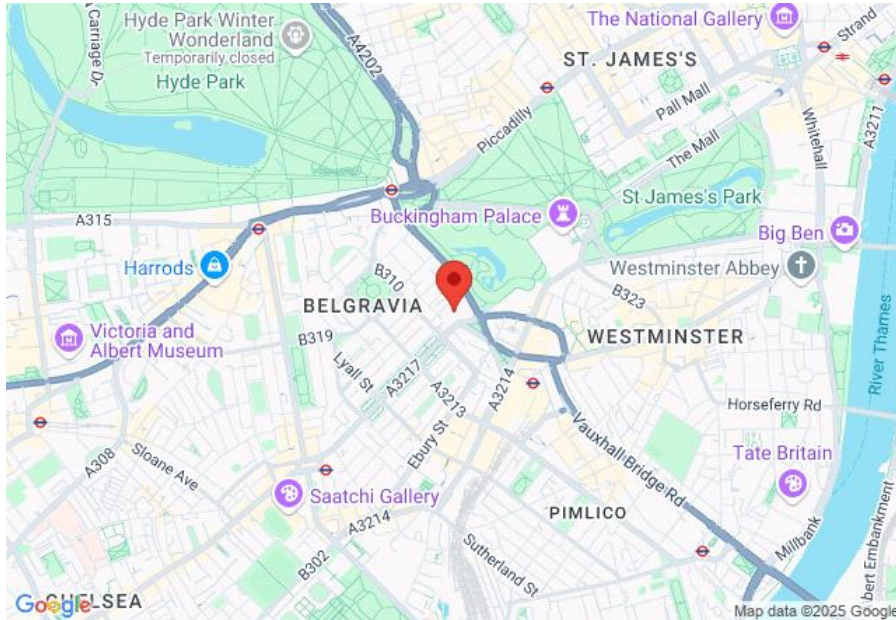 Hyde Park Winter
Wonderland
Temporarily closed
Hyde Park
Carriage Dr.
A4202
The National Gallery
Strand
ST. JAMES'S
Pall Mall
Piccadilly
The Mall
Whitehall
A3211
St James's Park
Buckingham Palace
A315
Big Ben
Westminster Abbey
Harrods
B310
B323
BELGRAVIA
WESTMINSTER
Victoria and
Albert Museum
B319
Lyall St
A3217
A3213
A3214
River Thames
Horseferry Rd
Ebury St
Vauxhall Bridge Rd
A308
Sloane Ave
Tate Britain
Saatchi Gallery
PIMLICO
A3214
B302
Sutherland St
Millbank
bert Embankment
Google
Map data ©2025 Google